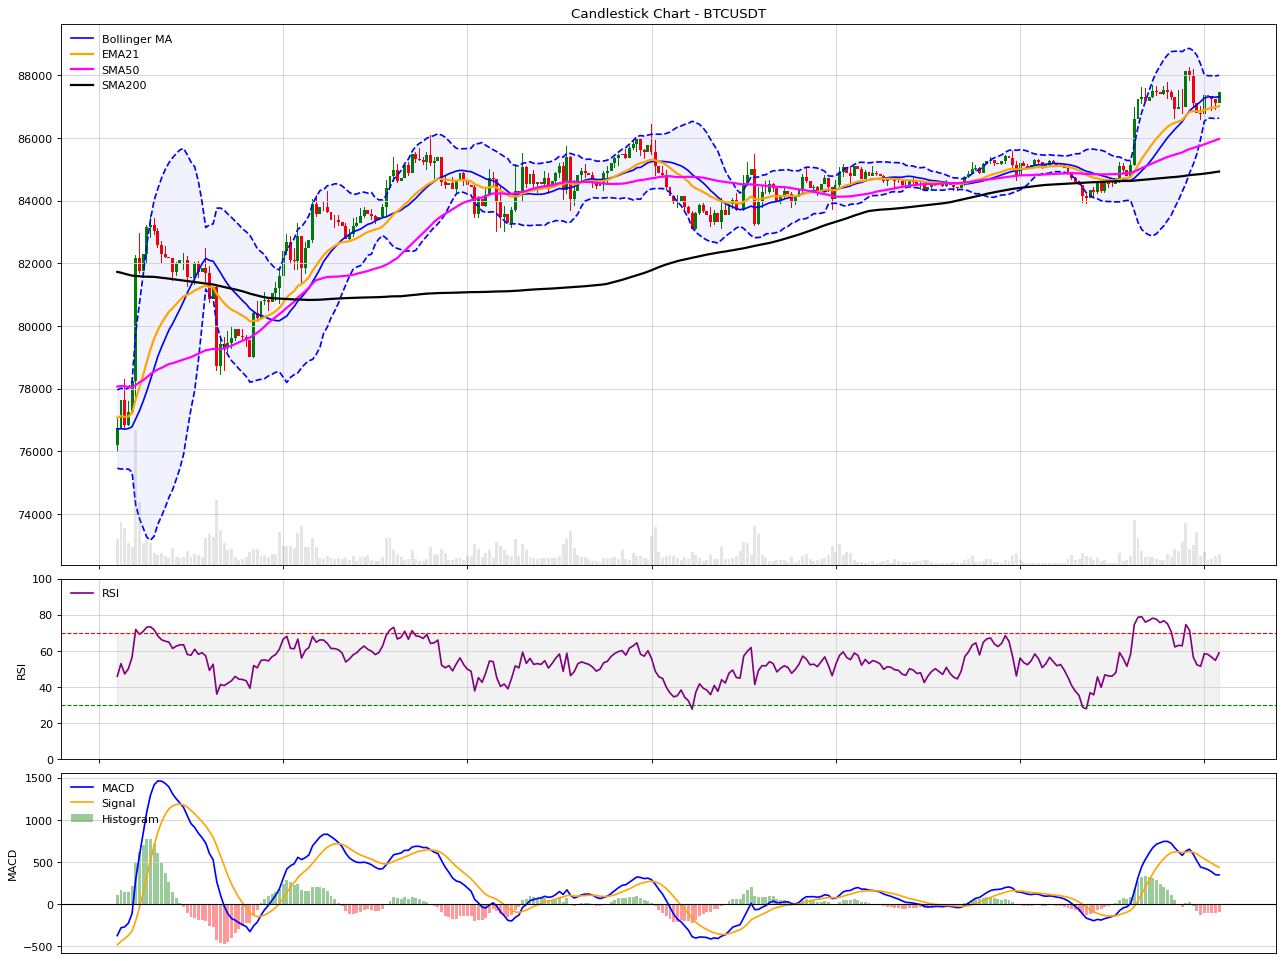 Candlestick Chart - BTCUSDT
Bollinger MA
EMA21
SMA50
SMA200
88000
86000
84000
82000
80000
78000
76000
74000
RSI
100
80
60
40
20
0
RSI
MACD
Signal
Histogram
1500
1000
500
0
−500
MACD